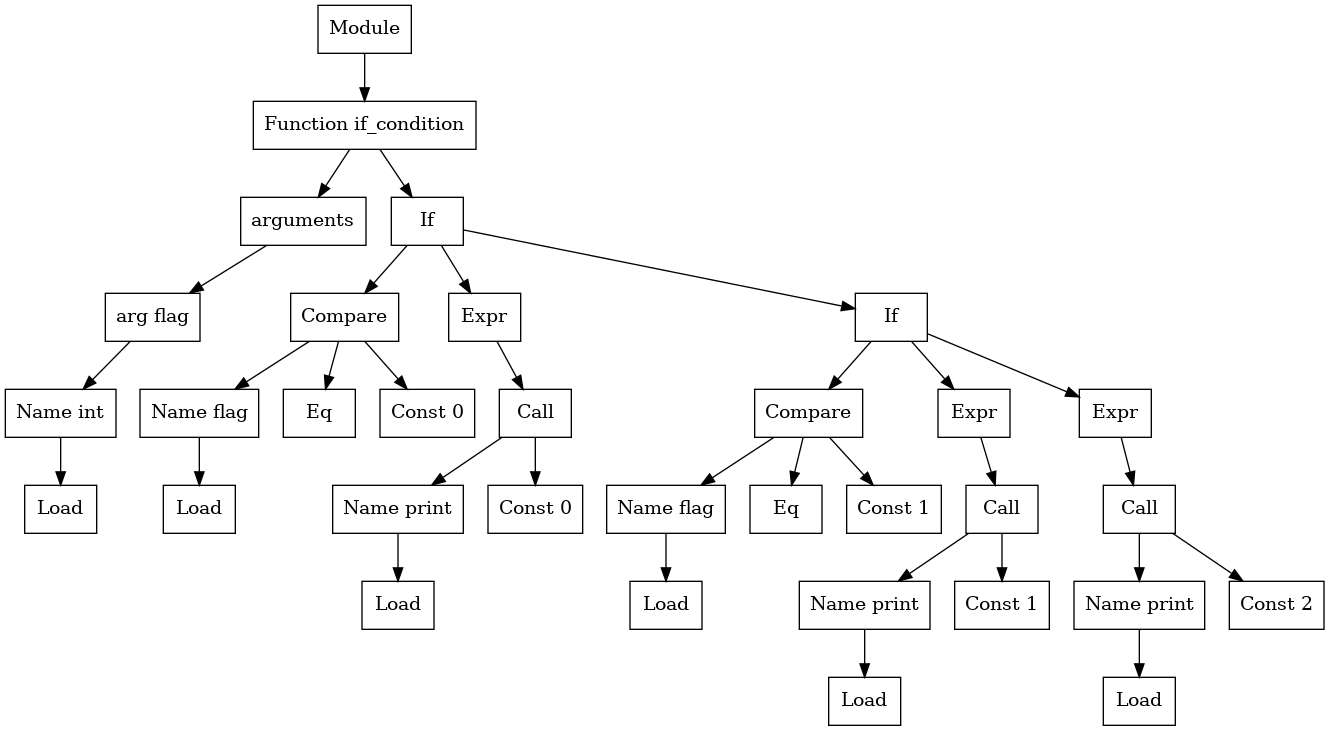 Module
Function if_condition
arguments
If
arg flag
Compare
Expr
If
Name int
Name flag
Eq
Const 0
Call
Compare
Expr
Expr
Load
Load
Name print
Const 0
Name flag
Eq
Const 1
Call
Call
Load
Load
Name print
Const 1
Name print
Const 2
Load
Load